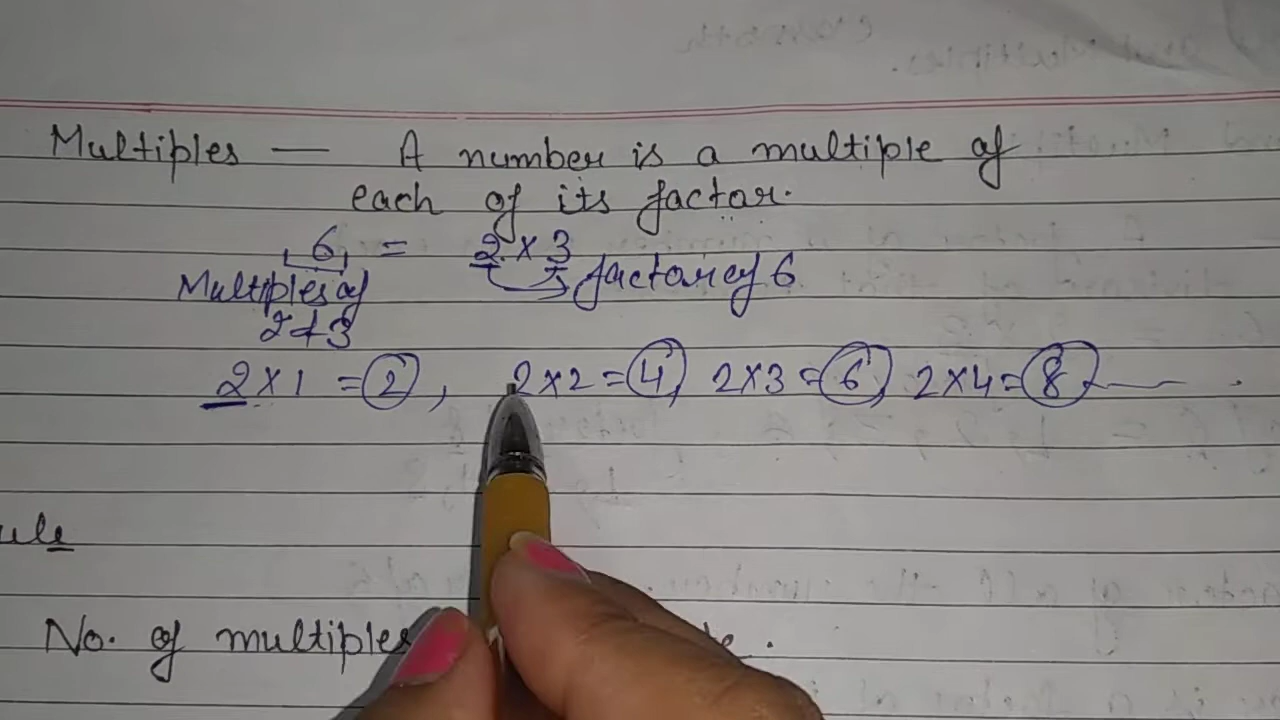 Multiples — A number is a multiple of
each of its factor.
6 = 2 × 3
Multiples of factor of 6
2 & 3
2×1 = 2, 2×2 = 4, 2×3 = 6, 2×4 = 8 —— .
No. of multiples